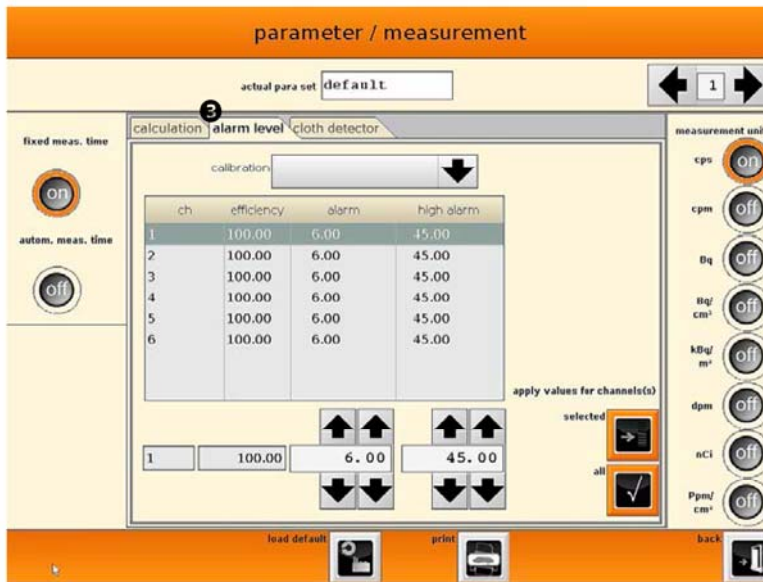 parameter / measurement
actual para set default
1
❸
calculation alarm level cloth detector
fixed meas. time
on
autom. meas. time
off
calibration
ch efficiency alarm high alarm
1 100.00 6.00 45.00
2 100.00 6.00 45.00
3 100.00 6.00 45.00
4 100.00 6.00 45.00
5 100.00 6.00 45.00
6 100.00 6.00 45.00
apply values for channels(s)
selected
1 100.00 6.00 45.00
all
measurement unit
cps on
cpm off
Bq off
Bq/
cm² off
kBq/
m² off
dpm off
nCi off
Ppm/
cm² off
load default
print
back